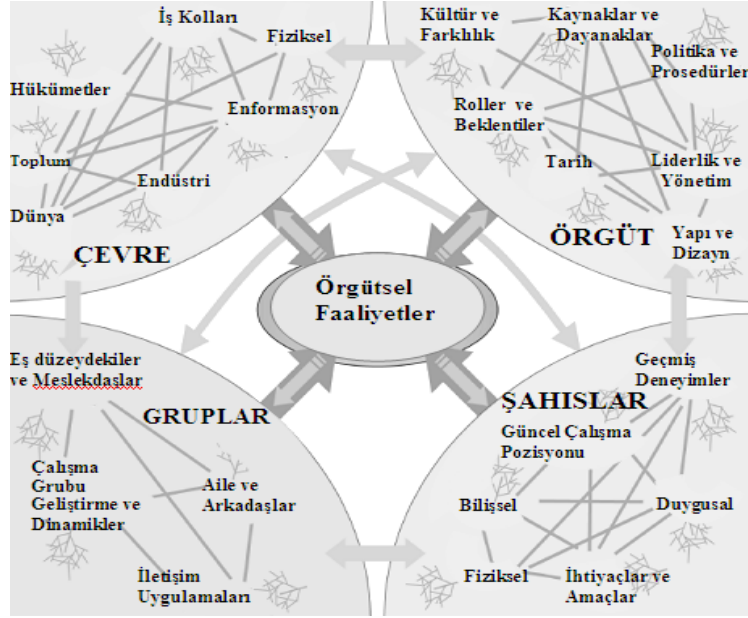 İş Kolları
Fiziksel
Hükümetler
Enformasyon
Toplum
Endüstri
Dünya
ÇEVRE
Kültür ve
Farklılık
Kaynaklar ve
Dayanaklar
Politika ve
Prosedürler
Roller ve
Beklentiler
Tarih
Liderlik ve
Yönetim
ÖRGÜT
Yapı ve
Dizayn
Örgütsel
Faaliyetler
Eş düzeydekiler
ve Meslekdaşlar
GRUPLAR
Çalışma
Grubu
Geliştirme ve
Dinamikler
Aile ve
Arkadaşlar
İletişim
Uygulamaları
Geçmiş
Deneyimler
ŞAHISLAR
Güncel Çalışma
Pozisyonu
Bilişsel
Duygusal
Fiziksel
İhtiyaçlar ve
Amaçlar